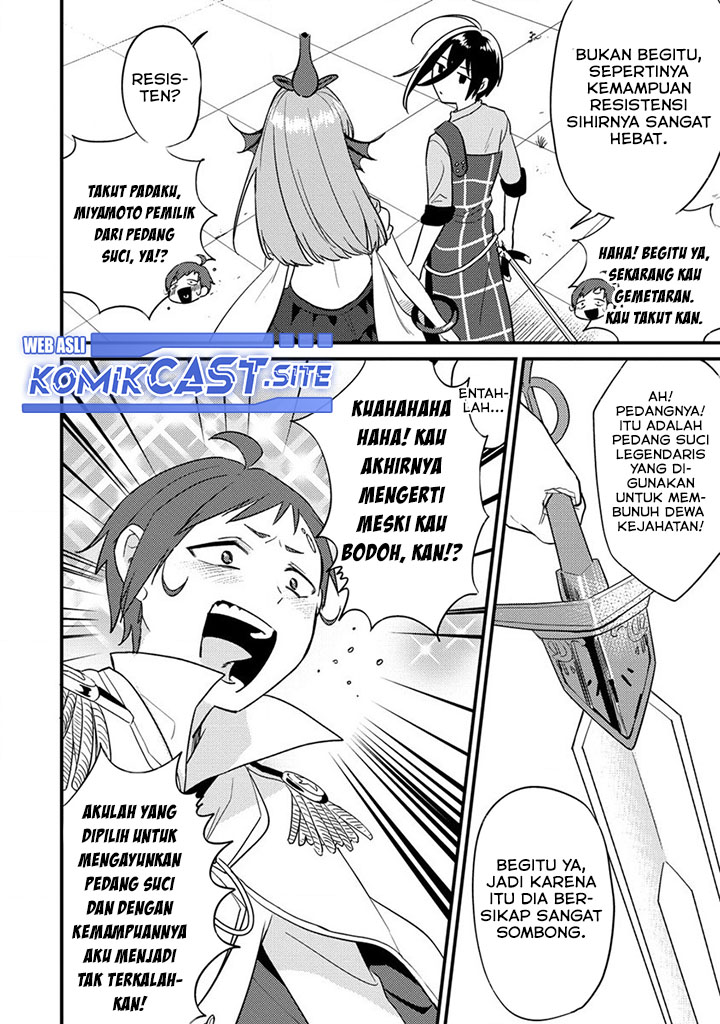 BUKAN BEGITU,
SEPERTINYA
KEMAMPUAN
RESISTENSI
SIHIRNYA SANGAT
HEBAT.
RESIS-
TEN?
HAHA! BEGITU YA,
SEKARANG KAU
GEMETARAN.
KAU TAKUT KAN.
TAKUT PADAKU,
MIYAMOTO PEMILIK
DARI PEDANG
SUCI, YA!?
WEB ASLI
KOMIKCAST.SITE
AH!
PEDANGNYA!
ITU ADALAH
PEDANG SUCI
LEGENDARIS
YANG DI-
GUNAKAN
UNTUK MEM-
BUNUH DEWA
KEJAHATAN!
ENTAH-
LAH...
BEGITU YA,
JADI KARENA
ITU DIA BER-
SIKAP SANGAT
SOMBONG.
KUAHAHAHA
HAHA! KAU
AKHIRNYA
MENGERTI
MESKI KAU
BODOH, KAN!?
AKULAH YANG
DIPILIH UNTUK
MENGAYUNKAN
PEDANG SUCI
DAN DENGAN
KEMAMPUANNYA
AKU MENJADI
TAK TERKALAH-
KAN!